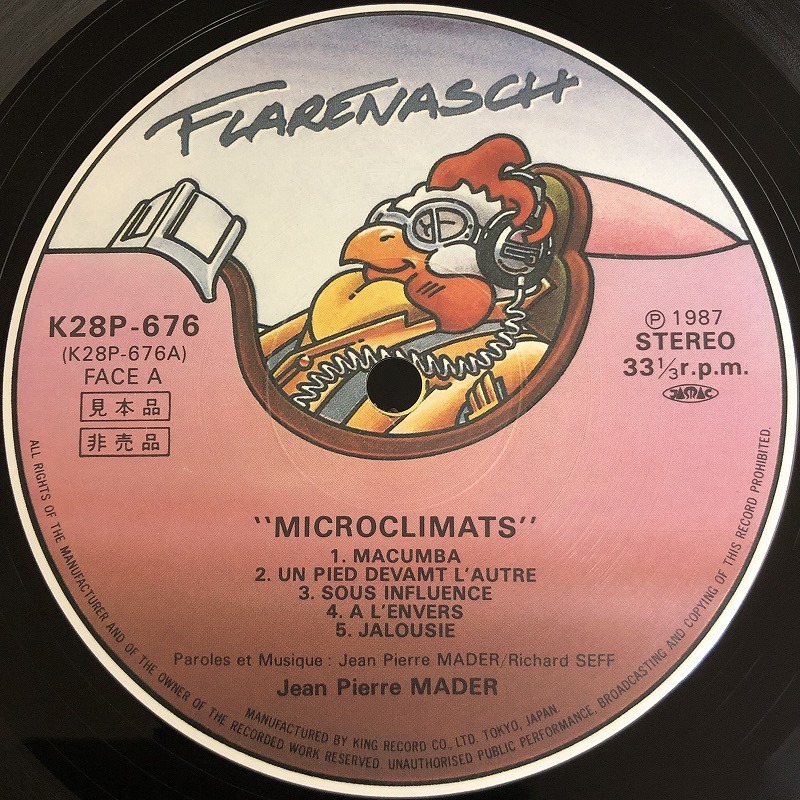 FLARENASCH
K28P-676
(K28P-676A)
FACE A
見本品
非売品
Ⓟ 1987
STEREO
33⅓r.p.m.
JASRAC
"MICROCLIMATS"
1. MACUMBA
2. UN PIED DEVAMT L'AUTRE
3. SOUS INFLUENCE
4. A L'ENVERS
5. JALOUSIE
Paroles et Musique : Jean Pierre MADER/Richard SEFF
Jean Pierre MADER
MANUFACTURED BY KING RECORD CO., LTD. TOKYO, JAPAN.
ALL RIGHTS OF THE MANUFACTURER AND OF THE OWNER OF THE RECORDED WORK RESERVED. UNAUTHORISED PUBLIC PERFORMANCE, BROADCASTING AND COPYING OF THIS RECORD PROHIBITED.